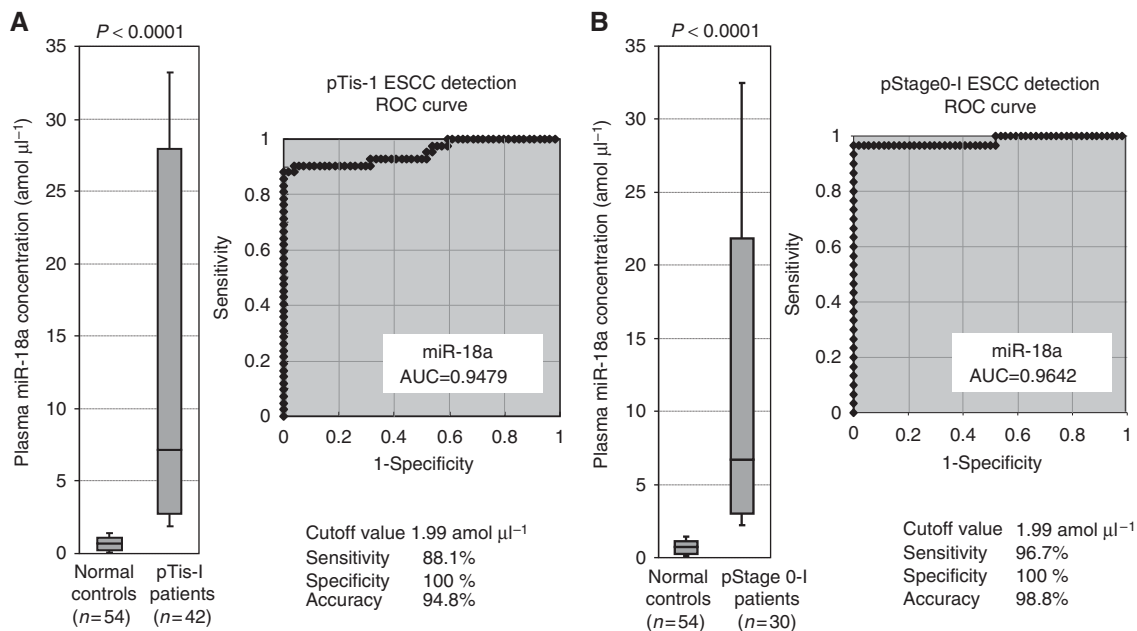 A
P < 0.0001
35
30
25
20
15
10
5
0
Plasma miR-18a concentration (amol μl−1)
Normal controls (n=54)
pTis-I patients (n=42)
pTis-1 ESCC detection
ROC curve
1
0.8
0.6
0.4
0.2
0
Sensitivity
miR-18a
AUC=0.9479
0 0.2 0.4 0.6 0.8 1
1-Specificity
Cutoff value 1.99 amol μl−1
Sensitivity 88.1%
Specificity 100 %
Accuracy 94.8%
B
P < 0.0001
35
30
25
20
15
10
5
0
Plasma miR-18a concentration (amol μl−1)
Normal controls (n=54)
pStage 0-I patients (n=30)
pStage0-I ESCC detection
ROC curve
1
0.8
0.6
0.4
0.2
0
Sensitivity
miR-18a
AUC=0.9642
0 0.2 0.4 0.6 0.8 1
1-Specificity
Cutoff value 1.99 amol μl−1
Sensitivity 96.7%
Specificity 100 %
Accuracy 98.8%